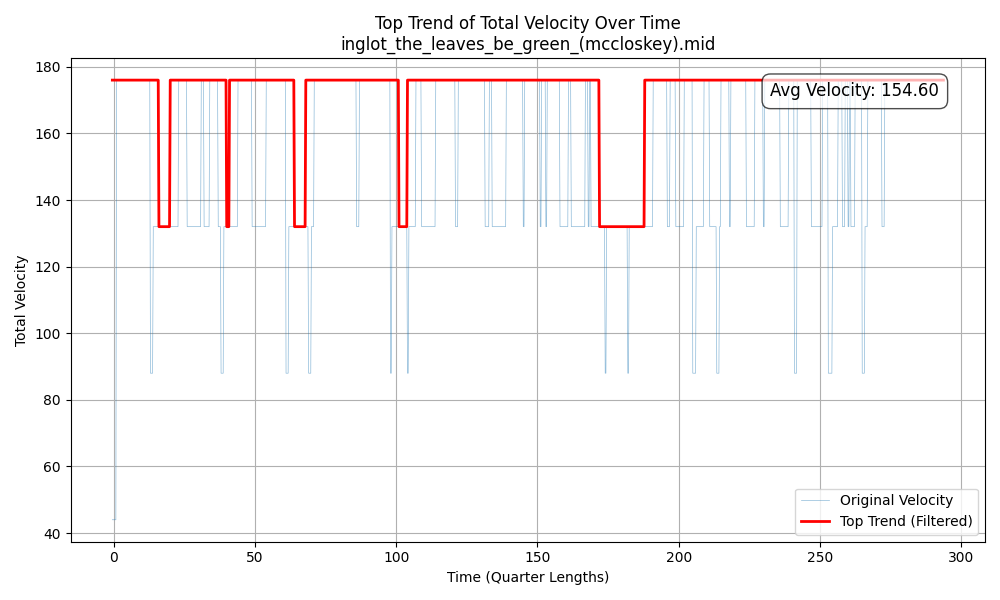 Top Trend of Total Velocity Over Time
inglot_the_leaves_be_green_(mccloskey).mid
180
160
140
120
100
80
60
40
Total Velocity
Avg Velocity: 154.60
Original Velocity
Top Trend (Filtered)
0
50
100
150
200
250
300
Time (Quarter Lengths)